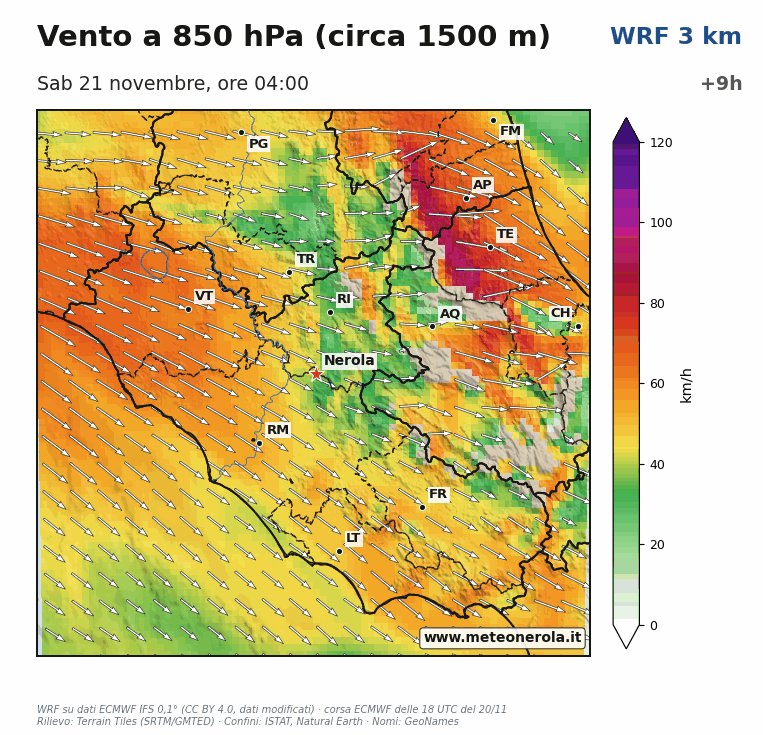 Vento a 850 hPa (circa 1500 m)
WRF 3 km
Sab 21 novembre, ore 04:00
+9h
FM
PG
AP
TE
TR
VT
RI
AQ
CH
Nerola
RM
FR
LT
www.meteonerola.it
120
100
80
60
40
20
0
km/h
WRF su dati ECMWF IFS 0,1° (CC BY 4.0, dati modificati) · corsa ECMWF delle 18 UTC del 20/11
Rilievo: Terrain Tiles (SRTM/GMTED) · Confini: ISTAT, Natural Earth · Nomi: GeoNames